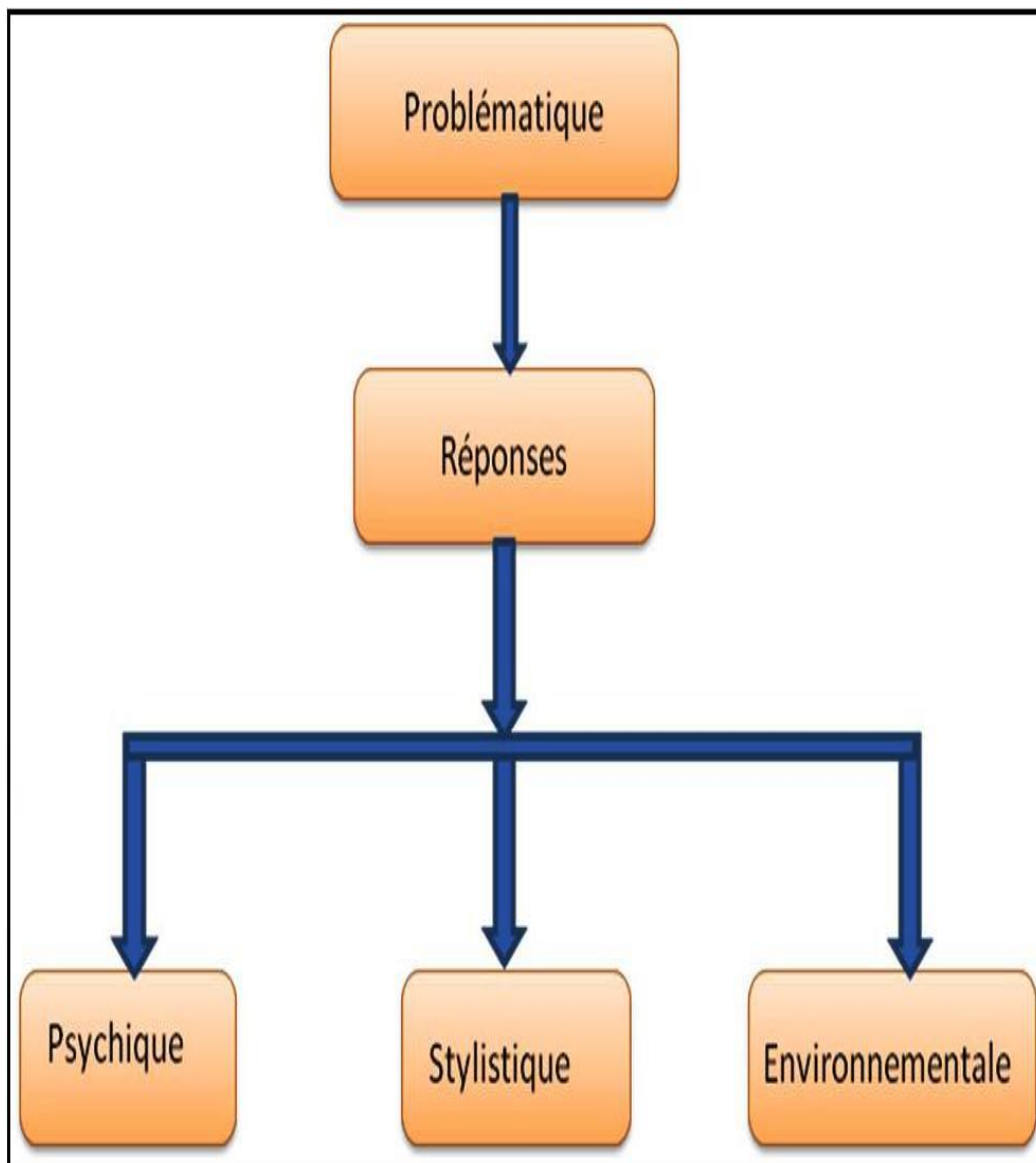 Problématique
Réponses
Psychique
Stylistique
Environnementale